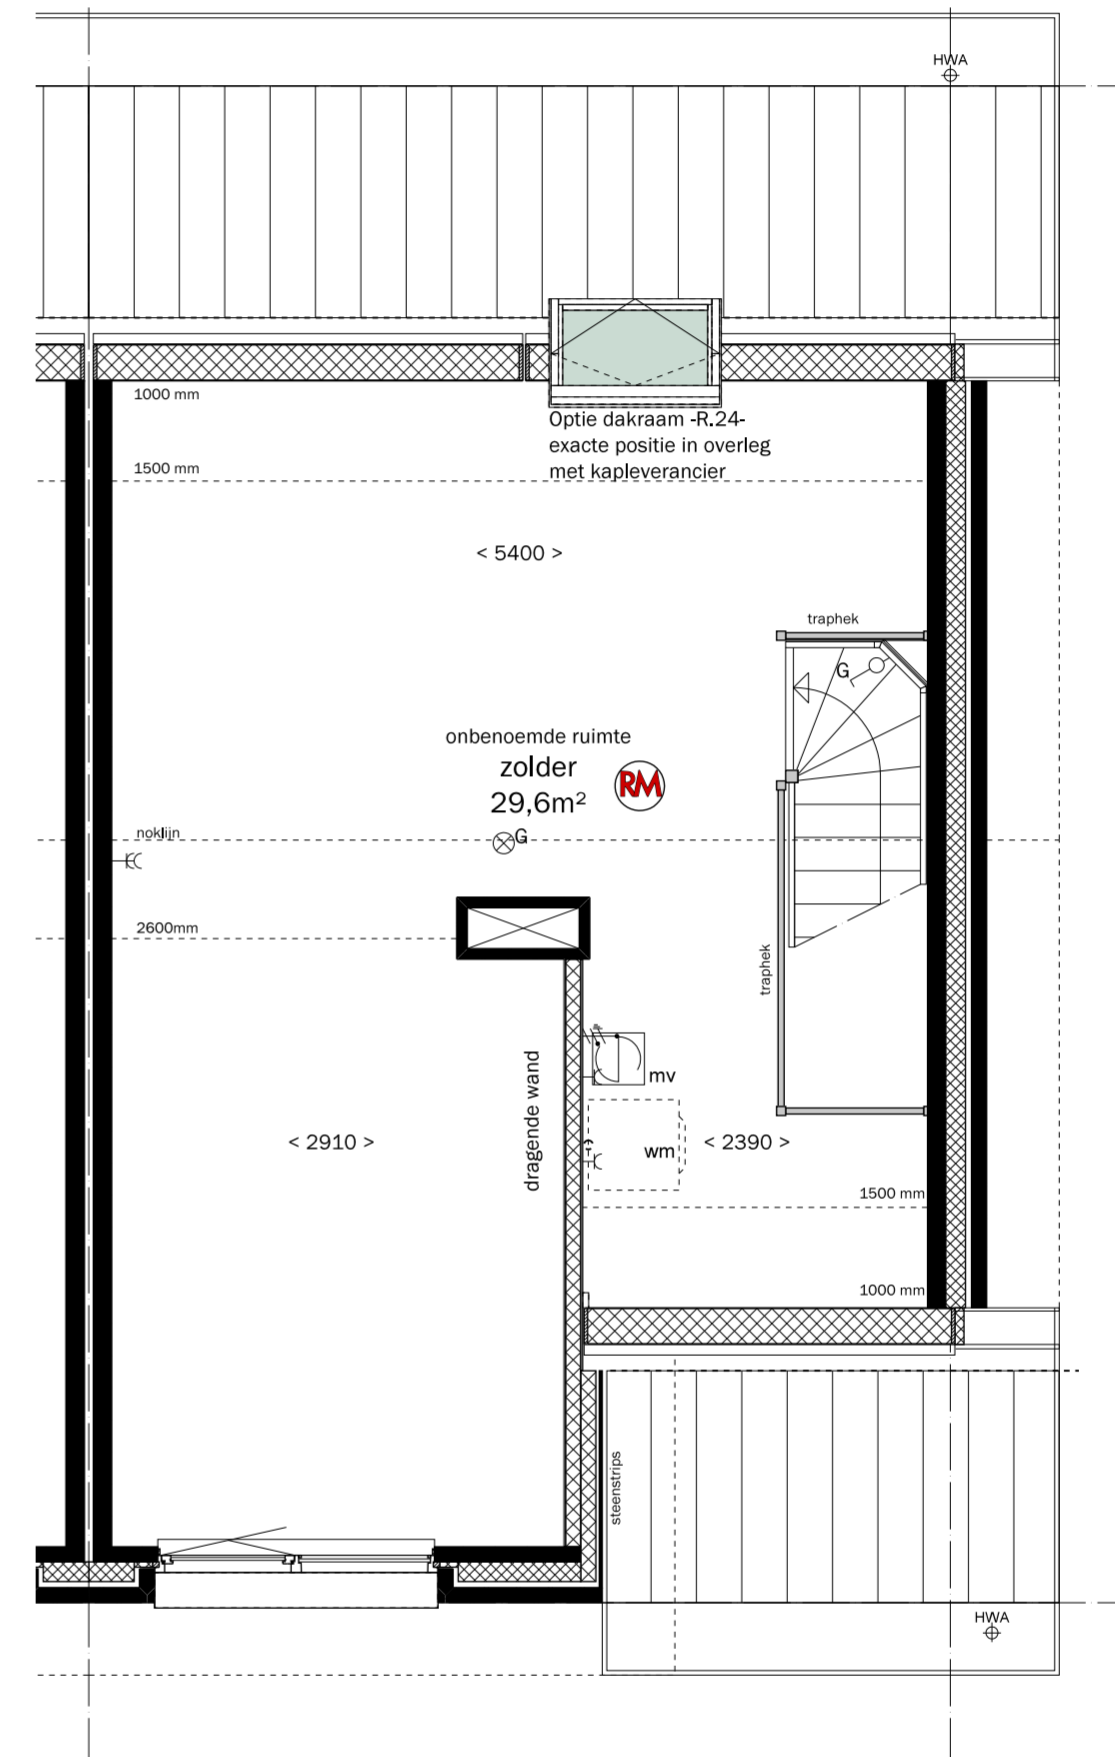 HWA
1000 mm
Optie dakraam -R.24-
exacte positie in overleg
met kapleverancier
1500 mm
< 5400 >
traphek
G
onbenoemde ruimte
zolder
29,6m²
RM
noklijn
G
2600mm
traphek
dragende wand
mv
< 2910 >
wm
< 2390 >
1500 mm
1000 mm
steenstrips
HWA